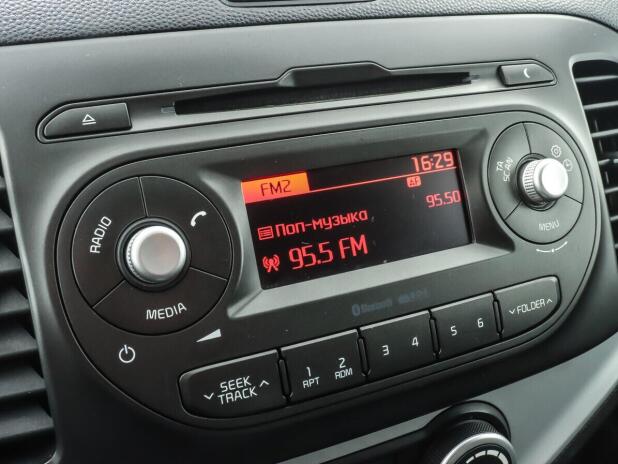 16:29
FM2
AF
95.50
Поп-музыка
95.5 FM
RADIO
MEDIA
TA
SCAN
MENU
Bluetooth
SEEK
TRACK
1
RPT
2
RDM
3 4
5 6
FOLDER